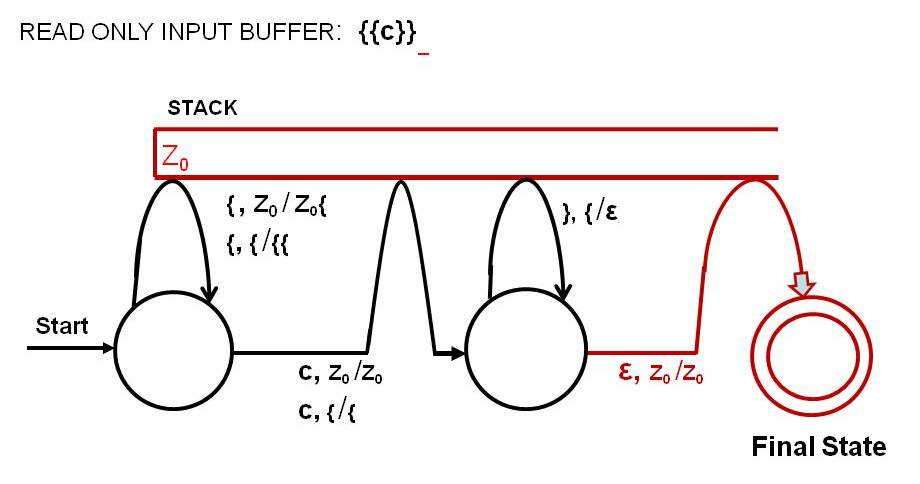 READ ONLY INPUT BUFFER: {{c}}_
STACK
Z₀
{, Z₀/Z₀{
{, {/{{
}, {/ε
Start
c, Z₀/Z₀
c, {/{
ε, Z₀/Z₀
Final State